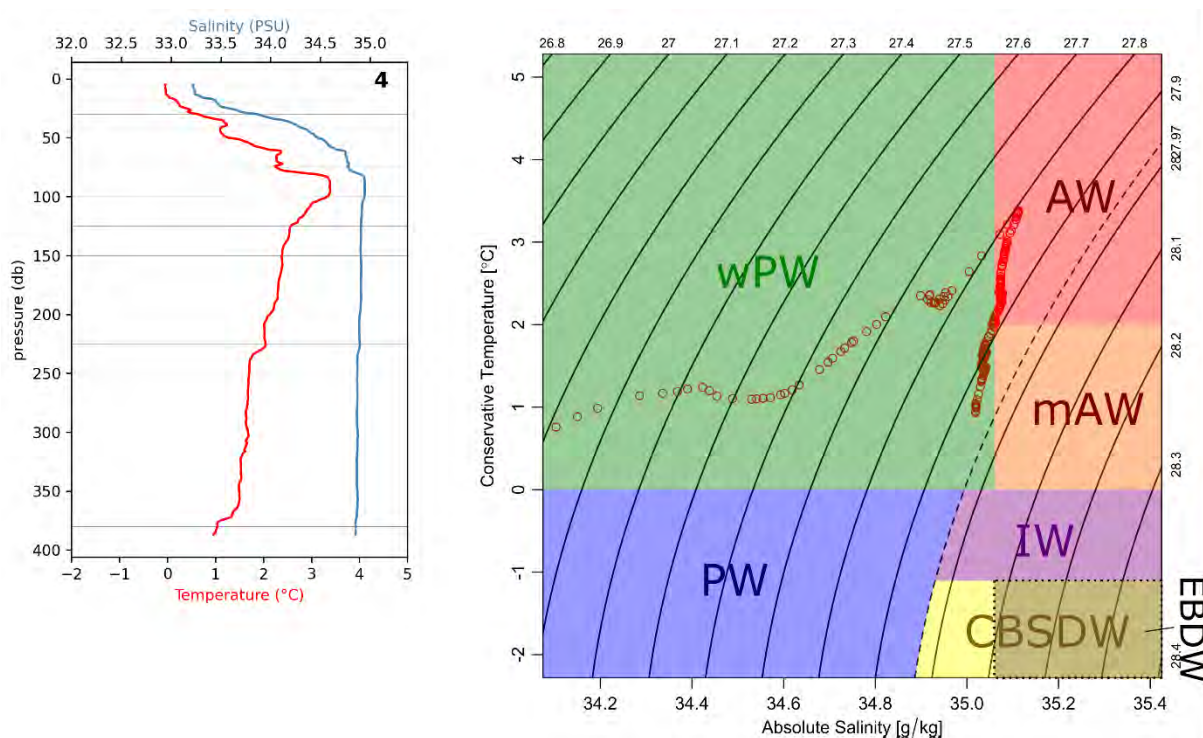 Salinity (PSU)
32.0 32.5 33.0 33.5 34.0 34.5 35.0
4
0
50
100
150
200
250
300
350
400
pressure (db)
−2 −1 0 1 2 3 4 5
Temperature (°C)
26.8 26.9 27 27.1 27.2 27.3 27.4 27.5 27.6 27.7 27.8
27.9
2827.97
28.1
28.2
28.3
28.4
5
4
3
2
1
0
-1
-2
Conservative Temperature [°C]
AW
wPW
mAW
IW
PW
CBSDW
EBDW
34.2 34.4 34.6 34.8 35.0 35.2 35.4
Absolute Salinity [g/kg]